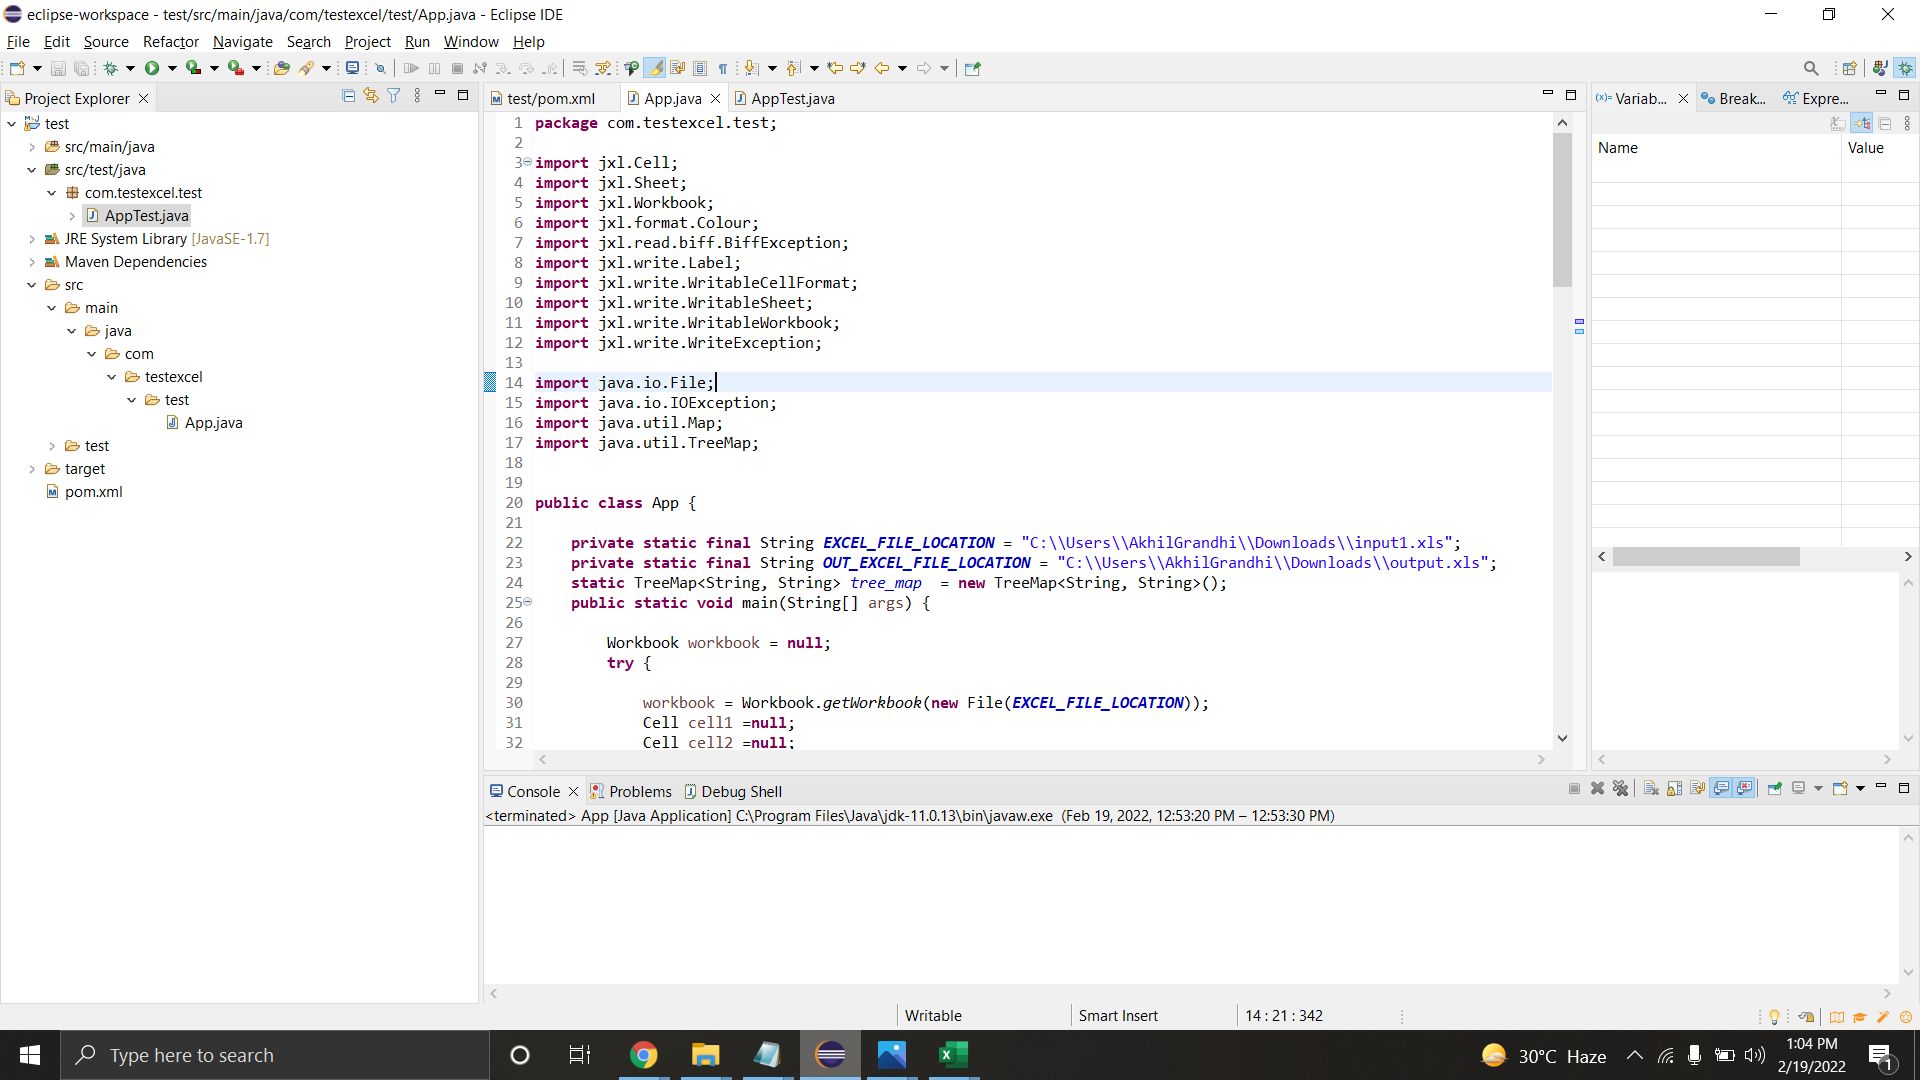 eclipse-workspace - test/src/main/java/com/testexcel/test/App.java - Eclipse IDE
File Edit Source Refactor Navigate Search Project Run Window Help
Project Explorer
test
src/main/java
src/test/java
com.testexcel.test
AppTest.java
JRE System Library [JavaSE-1.7]
Maven Dependencies
src
main
java
com
testexcel
test
App.java
test
target
pom.xml
test/pom.xml App.java AppTest.java
1 package com.testexcel.test;
2
3 import jxl.Cell;
4 import jxl.Sheet;
5 import jxl.Workbook;
6 import jxl.format.Colour;
7 import jxl.read.biff.BiffException;
8 import jxl.write.Label;
9 import jxl.write.WritableCellFormat;
10 import jxl.write.WritableSheet;
11 import jxl.write.WritableWorkbook;
12 import jxl.write.WriteException;
13
14 import java.io.File;
15 import java.io.IOException;
16 import java.util.Map;
17 import java.util.TreeMap;
18
19
20 public class App {
21
22 private static final String EXCEL_FILE_LOCATION = "C:\\Users\\AkhilGrandhi\\Downloads\\input1.xls";
23 private static final String OUT_EXCEL_FILE_LOCATION = "C:\\Users\\AkhilGrandhi\\Downloads\\output.xls";
24 static TreeMap<String, String> tree_map  = new TreeMap<String, String>();
25 public static void main(String[] args) {
26
27 Workbook workbook = null;
28 try {
29
30 workbook = Workbook.getWorkbook(new File(EXCEL_FILE_LOCATION));
31 Cell cell1 =null;
32 Cell cell2 =null;
(x)= Variab... Break... Expre...
Name Value
Console Problems Debug Shell
<terminated> App [Java Application] C:\Program Files\Java\jdk-11.0.13\bin\javaw.exe (Feb 19, 2022, 12:53:20 PM – 12:53:30 PM)
Writable Smart Insert 14 : 21 : 342
Type here to search
30°C Haze
1:04 PM
2/19/2022
1